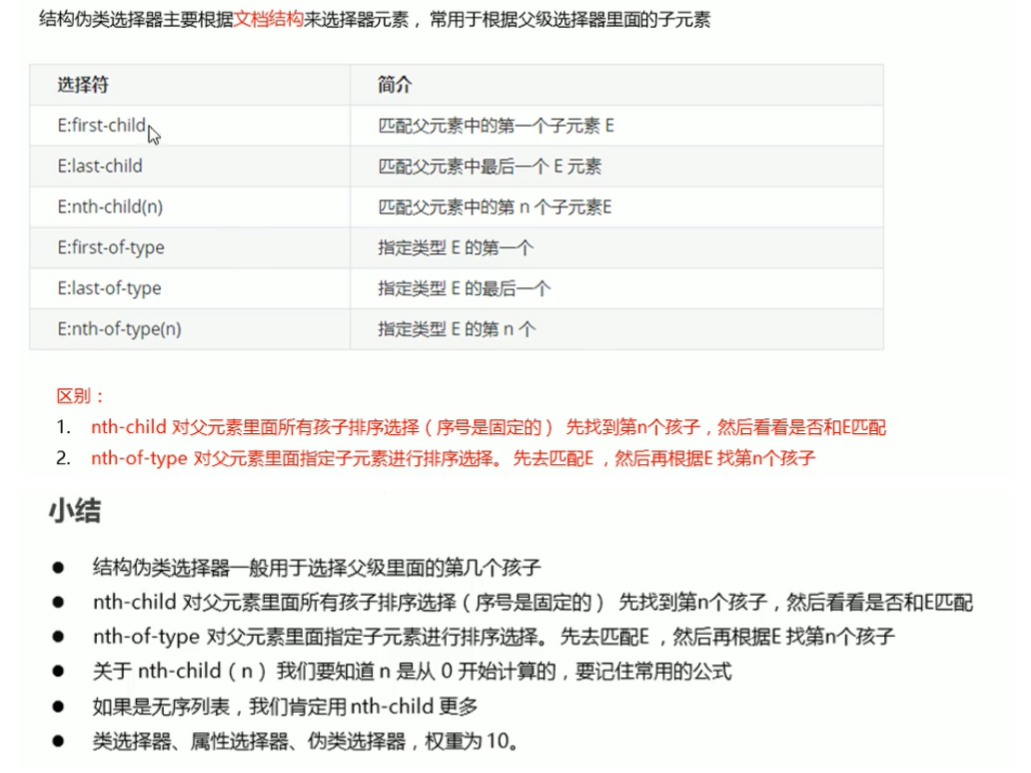 结构伪类选择器主要根据文档结构来选择器元素，常用于根据父级选择器里面的子元素
选择符 简介
E:first-child 匹配父元素中的第一个子元素 E
E:last-child 匹配父元素中最后一个 E 元素
E:nth-child(n) 匹配父元素中的第 n 个子元素E
E:first-of-type 指定类型 E 的第一个
E:last-of-type 指定类型 E 的最后一个
E:nth-of-type(n) 指定类型 E 的第 n 个
区别：
1. nth-child 对父元素里面所有孩子排序选择（序号是固定的） 先找到第n个孩子，然后看看是否和E匹配
2. nth-of-type 对父元素里面指定子元素进行排序选择。 先去匹配E ，然后再根据E 找第n个孩子
小结
● 结构伪类选择器一般用于选择父级里面的第几个孩子
● nth-child 对父元素里面所有孩子排序选择（序号是固定的） 先找到第n个孩子，然后看看是否和E匹配
● nth-of-type 对父元素里面指定子元素进行排序选择。 先去匹配E ，然后再根据E 找第n个孩子
● 关于 nth-child（n）我们要知道 n 是从 0 开始计算的，要记住常用的公式
● 如果是无序列表，我们肯定用 nth-child 更多
● 类选择器、属性选择器、伪类选择器，权重为 10。